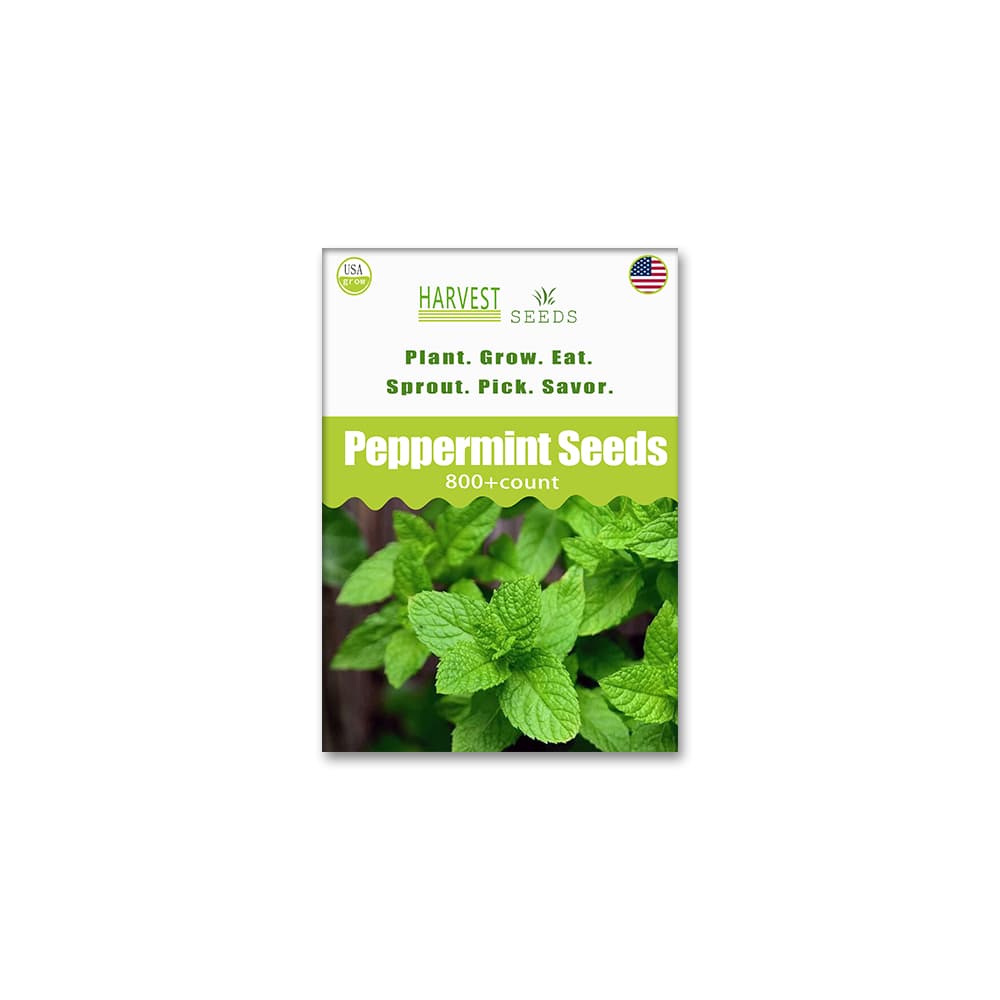 USA
grow
HARVEST
SEEDS
Plant. Grow. Eat.
Sprout. Pick. Savor.
Peppermint Seeds
800+count